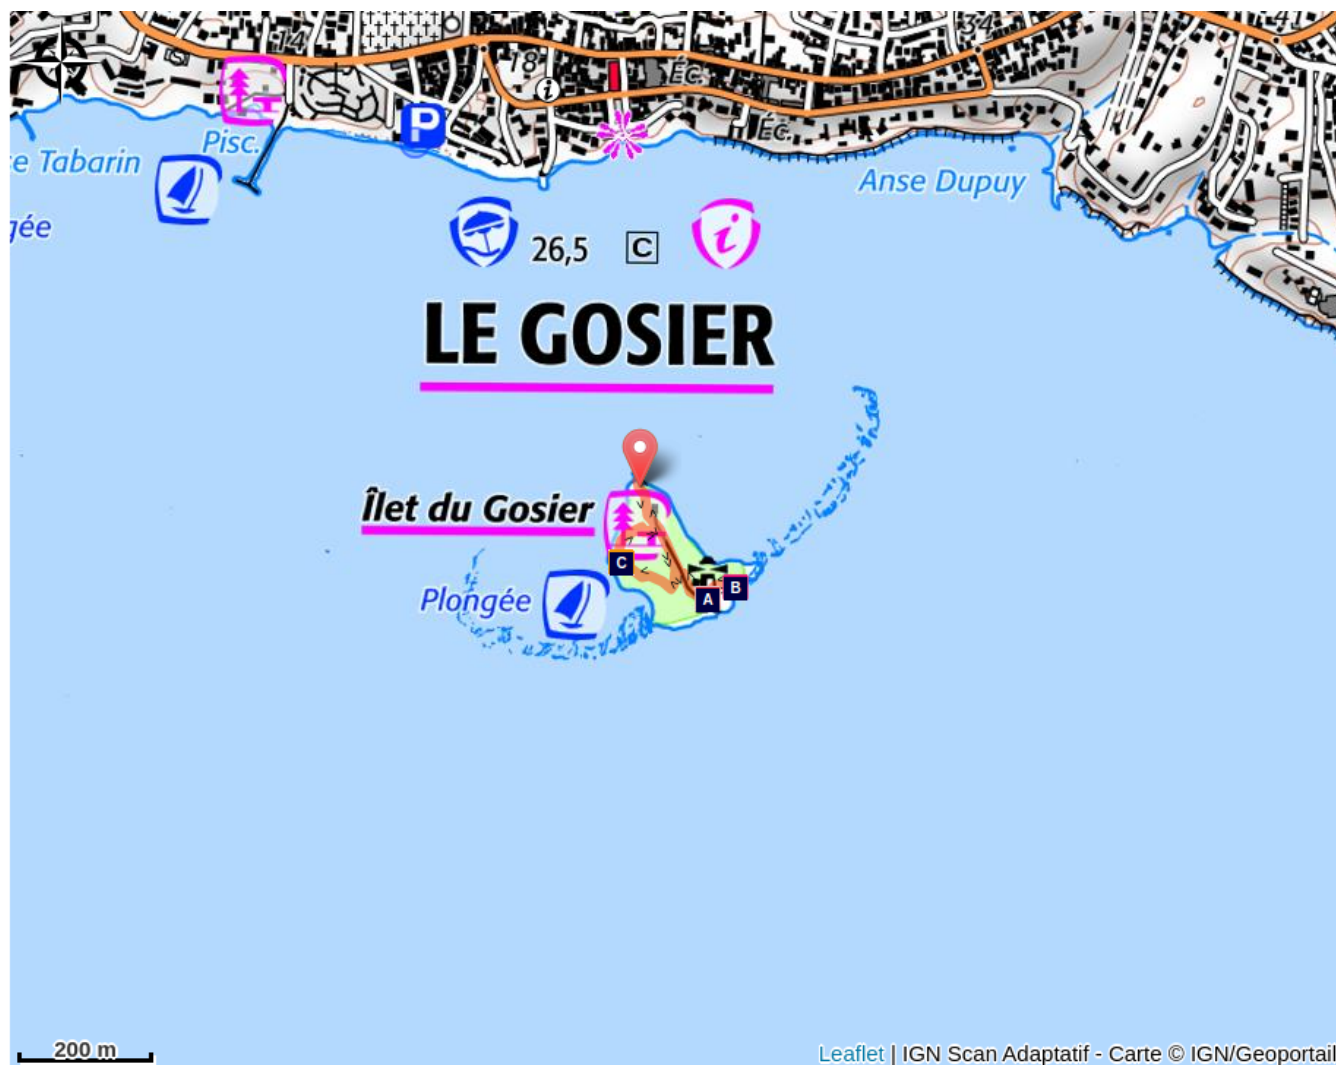 14
18
34
41
i
ÉC.
P
ÉC.
Pisc.
e Tabarin
Anse Dupuy
gée
26,5
C
i
LE GOSIER
Îlet du Gosier
C
B
A
Plongée
200 m
Leaflet | IGN Scan Adaptatif - Carte © IGN/Geoportail